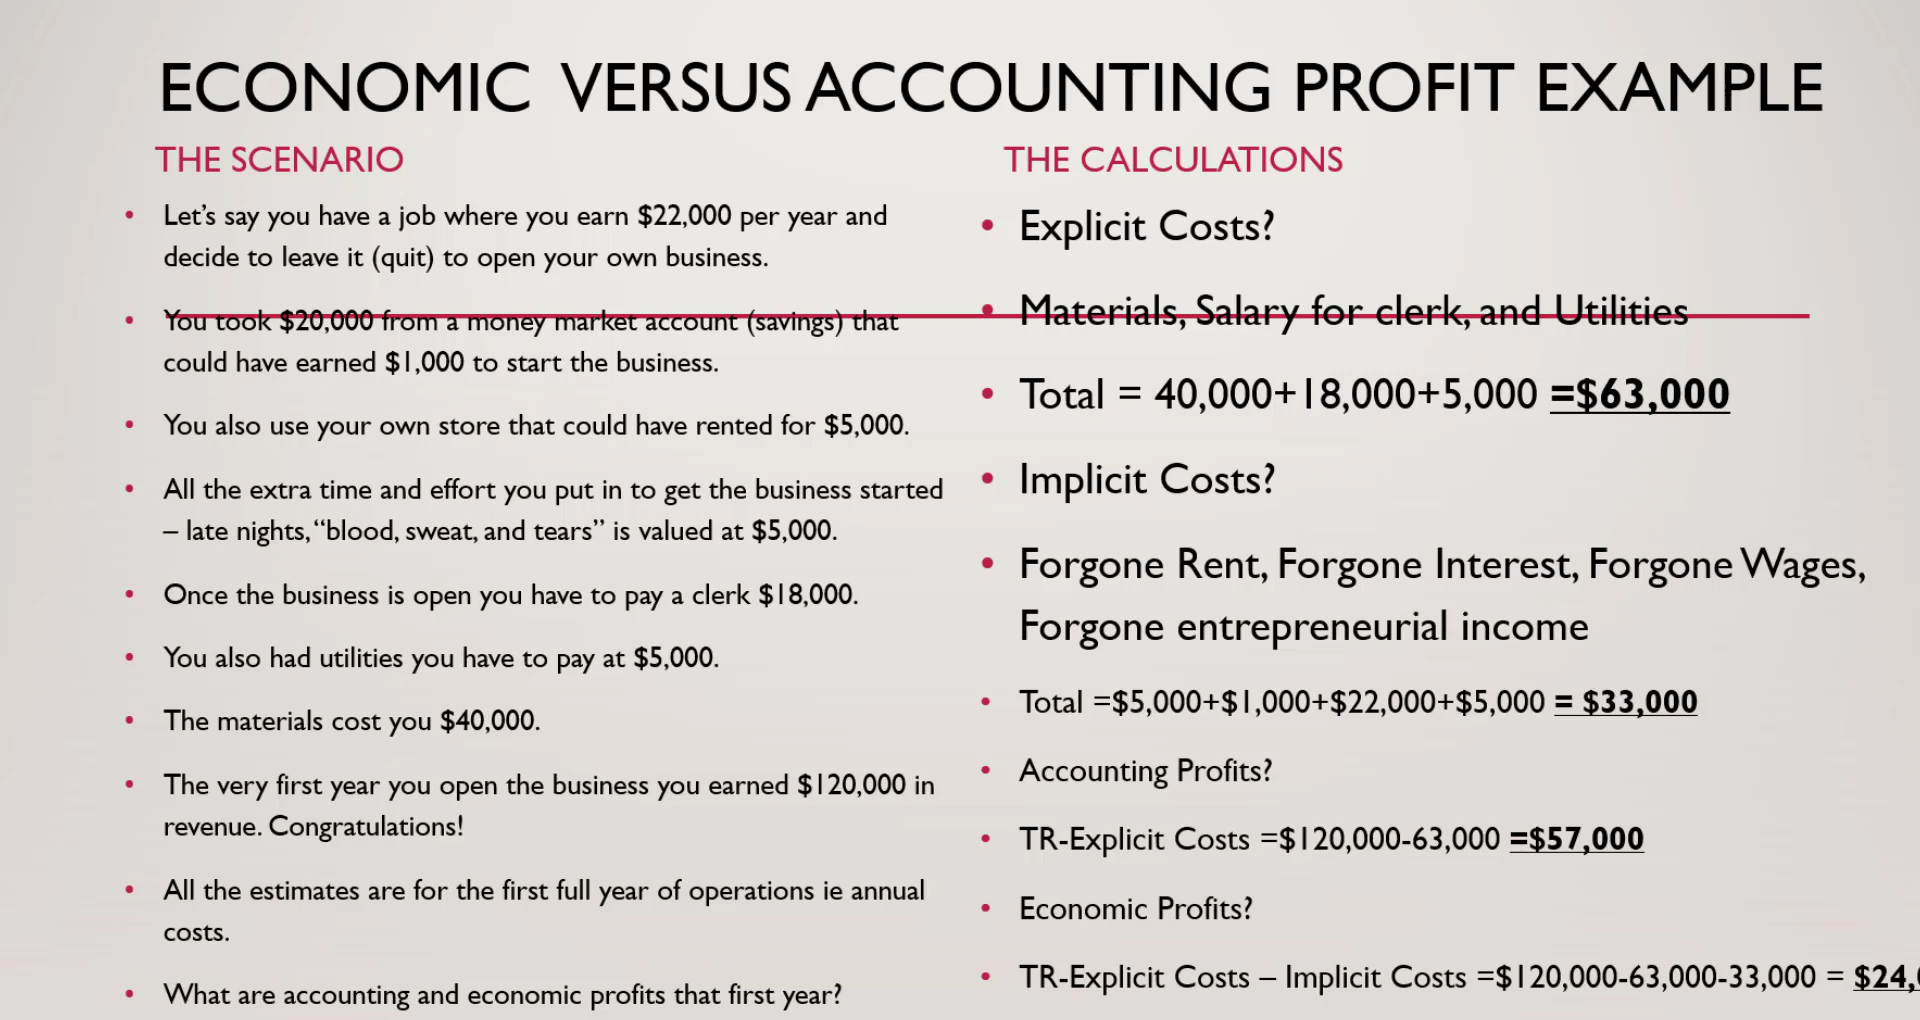 ECONOMIC VERSUS ACCOUNTING PROFIT EXAMPLE
THE SCENARIO
• Let’s say you have a job where you earn $22,000 per year and
decide to leave it (quit) to open your own business.
• You took $20,000 from a money market account (savings) that
could have earned $1,000 to start the business.
• You also use your own store that could have rented for $5,000.
• All the extra time and effort you put in to get the business started
– late nights, “blood, sweat, and tears” is valued at $5,000.
• Once the business is open you have to pay a clerk $18,000.
• You also had utilities you have to pay at $5,000.
• The materials cost you $40,000.
• The very first year you open the business you earned $120,000 in
revenue. Congratulations!
• All the estimates are for the first full year of operations ie annual
costs.
• What are accounting and economic profits that first year?
THE CALCULATIONS
• Explicit Costs?
• Materials, Salary for clerk, and Utilities
• Total = 40,000+18,000+5,000 =$63,000
• Implicit Costs?
• Forgone Rent, Forgone Interest, Forgone Wages,
Forgone entrepreneurial income
• Total =$5,000+$1,000+$22,000+$5,000 = $33,000
• Accounting Profits?
• TR-Explicit Costs =$120,000-63,000 =$57,000
• Economic Profits?
• TR-Explicit Costs – Implicit Costs =$120,000-63,000-33,000 = $24,